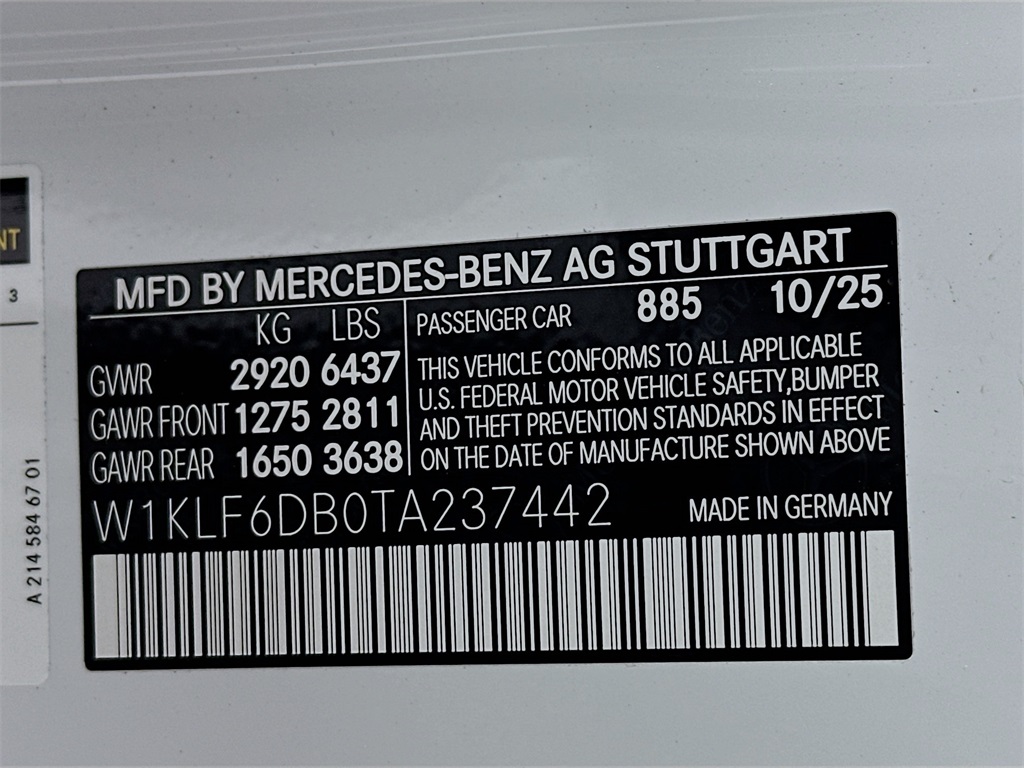 MFD BY MERCEDES-BENZ AG STUTTGART
KG LBS
GVWR 2920 6437
GAWR FRONT 1275 2811
GAWR REAR 1650 3638
PASSENGER CAR 885 10/25
THIS VEHICLE CONFORMS TO ALL APPLICABLE
U.S. FEDERAL MOTOR VEHICLE SAFETY,BUMPER
AND THEFT PREVENTION STANDARDS IN EFFECT
ON THE DATE OF MANUFACTURE SHOWN ABOVE
W1KLF6DB0TA237442
MADE IN GERMANY
3
A 214 584 67 01